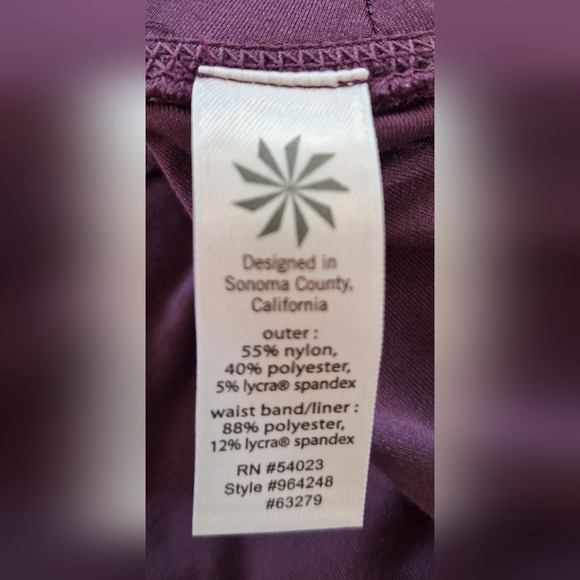 Designed in
Sonoma County,
California
outer :
55% nylon,
40% polyester,
5% lycra® spandex
waist band/liner :
88% polyester,
12% lycra® spandex
RN #54023
Style #964248
#63279